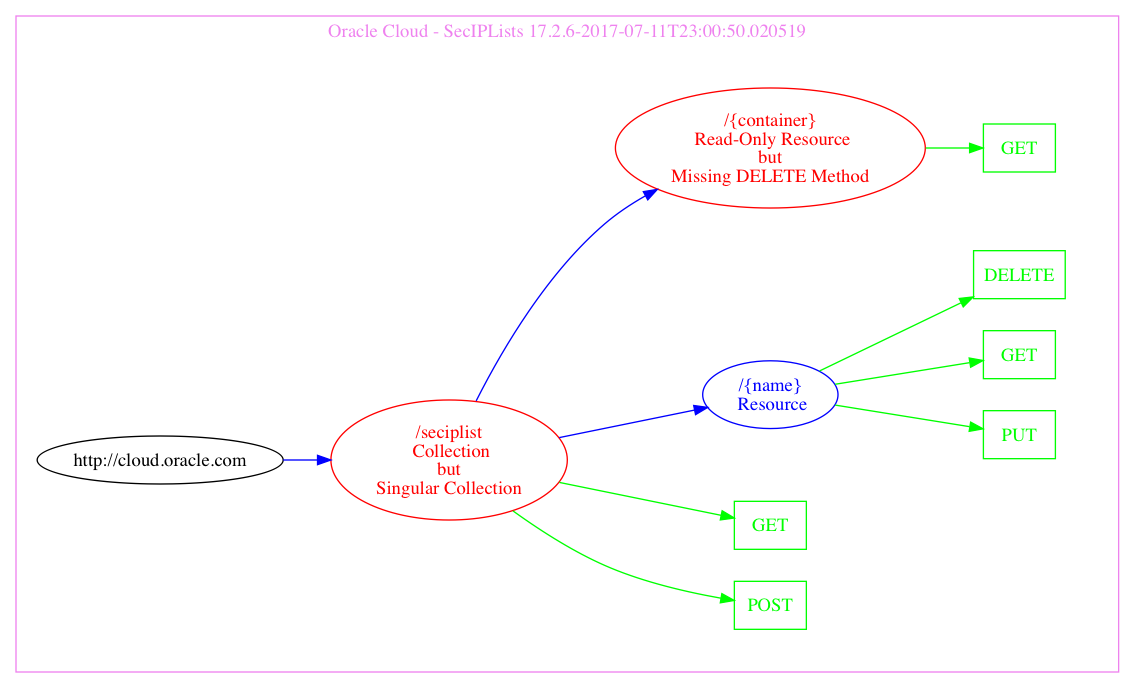 Oracle Cloud - SecIPLists 17.2.6-2017-07-11T23:00:50.020519
/{container}
Read-Only Resource
but
Missing DELETE Method
GET
DELETE
GET
/{name}
Resource
PUT
http://cloud.oracle.com
/seciplist
Collection
but
Singular Collection
GET
POST